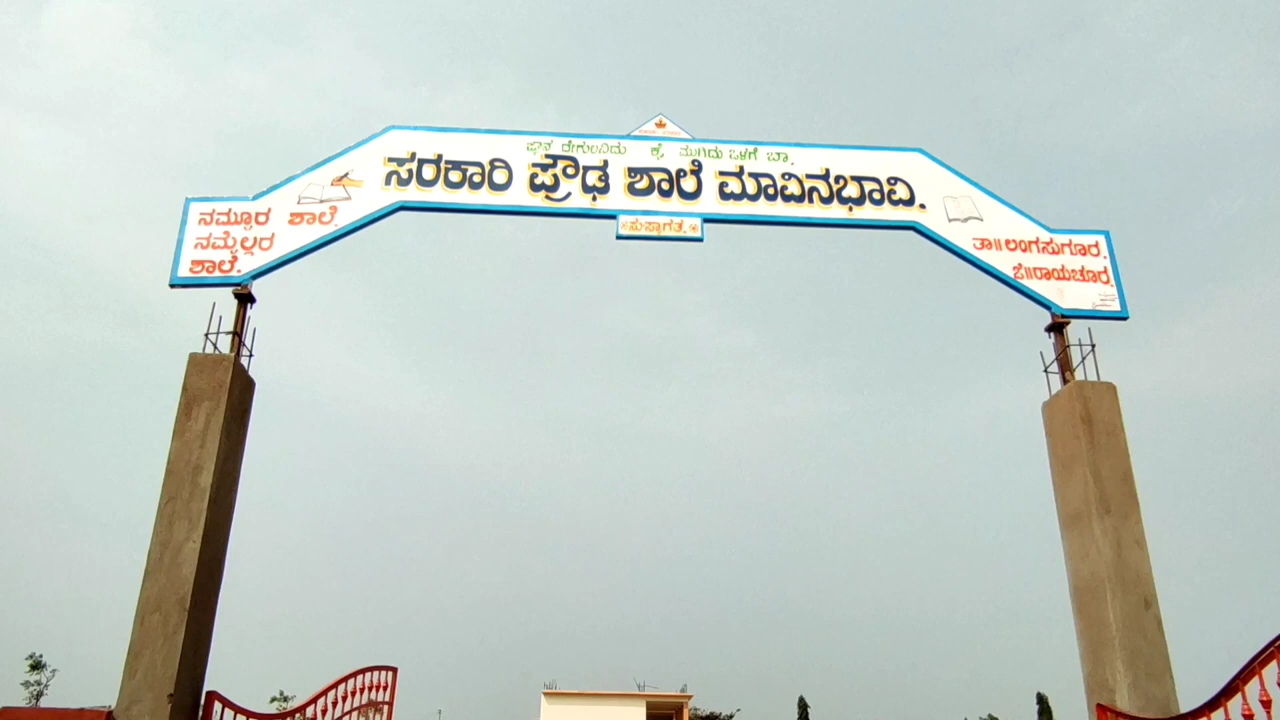 ಜ್ಞಾನ ದೇಗುಲವಿದು ಕೈ ಮುಗಿದು ಒಳಗೆ ಬಾ.
ಸರಕಾರಿ ಪ್ರೌಢ ಶಾಲೆ ಮಾವಿನಭಾವಿ.
ಸುಸ್ವಾಗತ.
ನಮ್ಮೂರ ಶಾಲೆ.
ನಮ್ಮೆಲ್ಲರ
ಶಾಲೆ.
ತಾ॥ಲಿಂಗಸುಗೂರ.
ಜಿ॥ರಾಯಚೂರ.